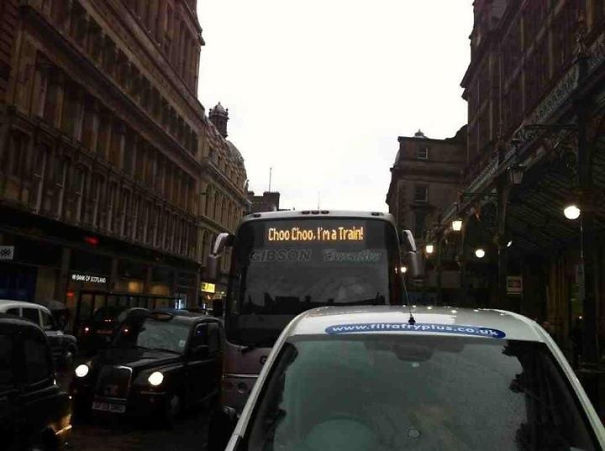 Choo Choo. I'm a Train!
GIBSON
BANK OF SCOTLAND
www.filtafryplus.co.uk